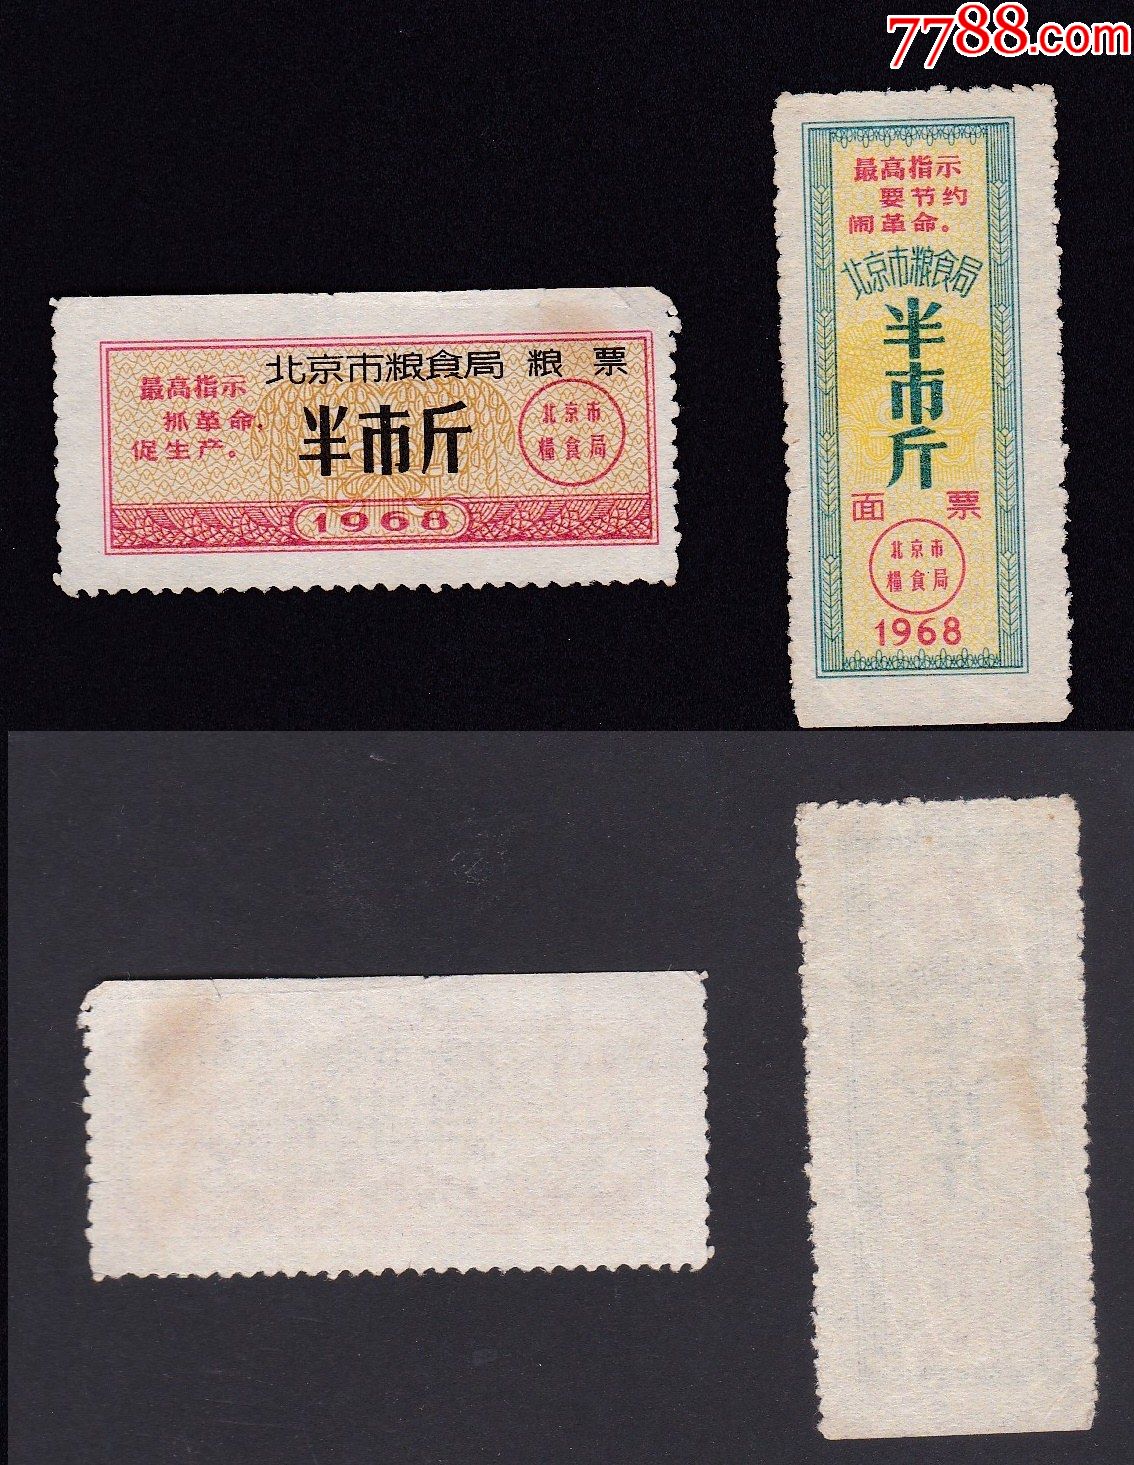 7788.com
北京市粮食局 粮 票
最高指示
抓革命,
促生产。
半市斤
北京市
糧食局
1968
最高指示
要节约
闹革命。
北京市粮食局
半市斤
面 票
北京市
糧食局
1968